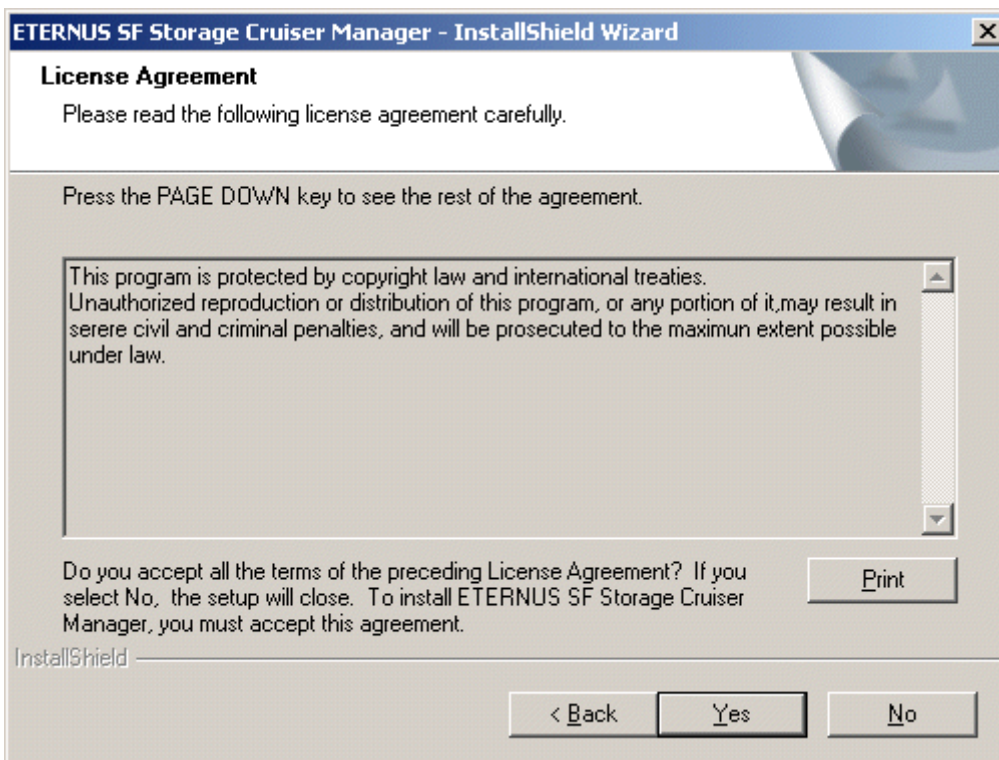 ETERNUS SF Storage Cruiser Manager - InstallShield Wizard
License Agreement
Please read the following license agreement carefully.
Press the PAGE DOWN key to see the rest of the agreement.
This program is protected by copyright law and international treaties.
Unauthorized reproduction or distribution of this program, or any portion of it,may result in
serere civil and criminal penalties, and will be prosecuted to the maximun extent possible
under law.
Do you accept all the terms of the preceding License Agreement?  If you
select No,  the setup will close.  To install ETERNUS SF Storage Cruiser
Manager, you must accept this agreement.
Print
InstallShield
< Back
Yes
No